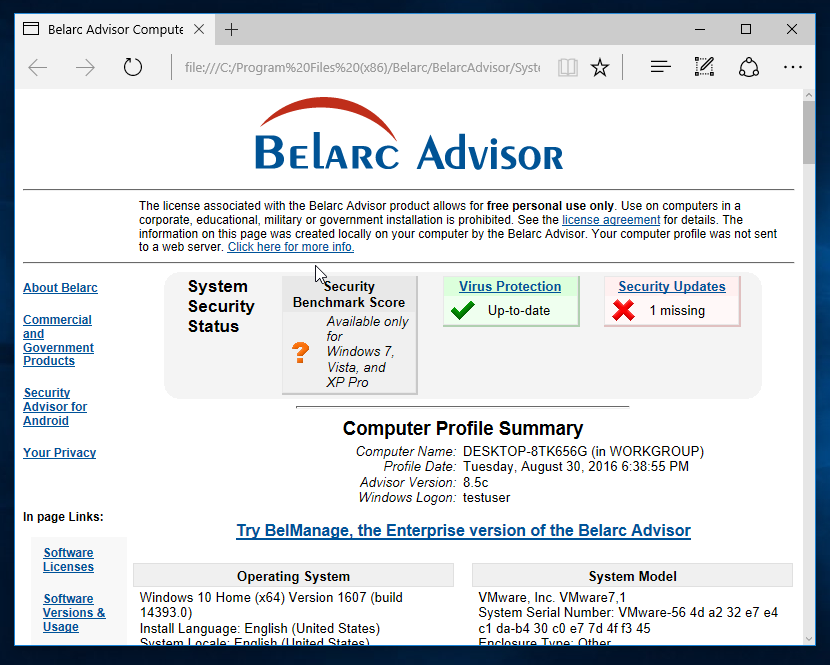 Belarc Advisor Compute
file:///C:/Program%20Files%20(x86)/Belarc/BelarcAdvisor/Syste
BELARC ADVISOR
The license associated with the Belarc Advisor product allows for free personal use only. Use on computers in a
corporate, educational, military or government installation is prohibited. See the license agreement for details. The
information on this page was created locally on your computer by the Belarc Advisor. Your computer profile was not sent
to a web server. Click here for more info.
About Belarc
Commercial
and
Government
Products
Security
Advisor for
Android
Your Privacy
In page Links:
Software
Licenses
Software
Versions &
Usage
System
Security
Status
Security
Benchmark Score
Available only
for
Windows 7,
Vista, and
XP Pro
Virus Protection
Up-to-date
Security Updates
1 missing
Computer Profile Summary
Computer Name: DESKTOP-8TK656G (in WORKGROUP)
Profile Date: Tuesday, August 30, 2016 6:38:55 PM
Advisor Version: 8.5c
Windows Logon: testuser
Try BelManage, the Enterprise version of the Belarc Advisor
Operating System
Windows 10 Home (x64) Version 1607 (build
14393.0)
Install Language: English (United States)
System Locale: English (United States)
System Model
VMware, Inc. VMware7,1
System Serial Number: VMware-56 4d a2 32 e7 e4
c1 da-b4 30 c0 e7 7d 4f f3 45
Enclosure Type: Other